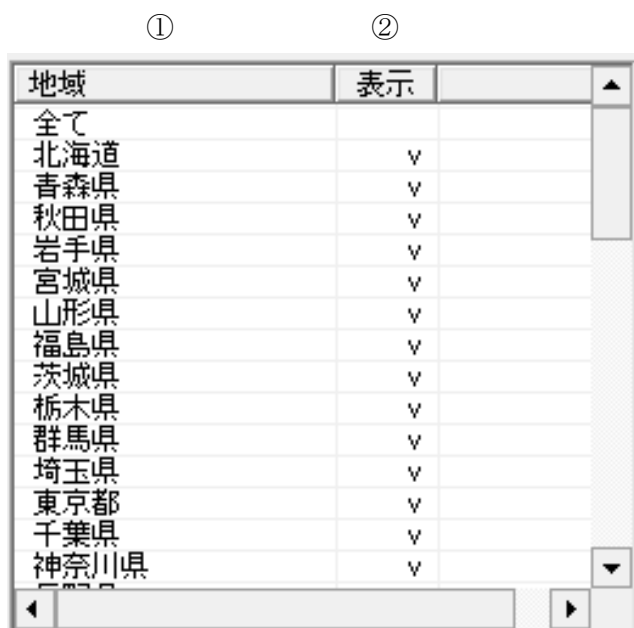 ① ②
地域 表示
全て
北海道 v
青森県 v
秋田県 v
岩手県 v
宮城県 v
山形県 v
福島県 v
茨城県 v
栃木県 v
群馬県 v
埼玉県 v
東京都 v
千葉県 v
神奈川県 v